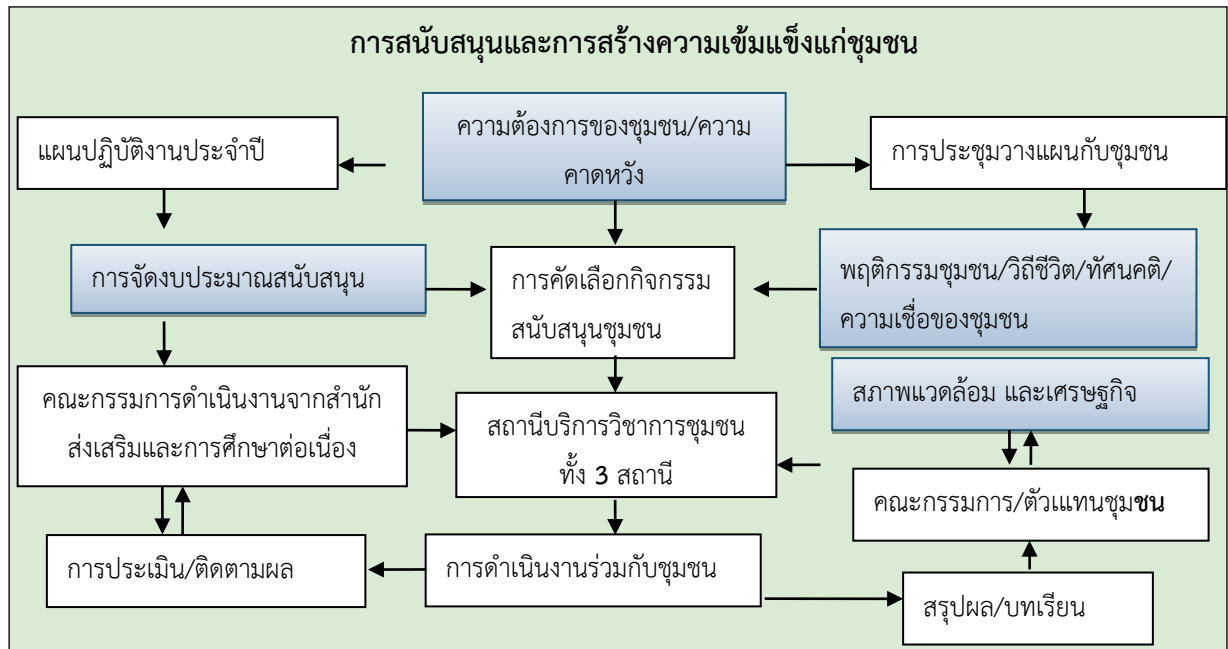 การสนับสนุนและการสร้างความเข้มแข็งแก่ชุมชน
ความต้องการของชุมชน/ความ
คาดหวัง
แผนปฏิบัติงานประจำปี
การประชุมวางแผนกับชุมชน
การจัดงบประมาณสนับสนุน
การคัดเลือกกิจกรรม
สนับสนุนชุมชน
พฤติกรรมชุมชน/วิถีชีวิต/ทัศนคติ/
ความเชื่อของชุมชน
คณะกรรมการดำเนินงานจากสำนัก
ส่งเสริมและการศึกษาต่อเนื่อง
สถานีบริการวิชาการชุมชน
ทั้ง 3 สถานี
สภาพแวดล้อม และเศรษฐกิจ
คณะกรรมการ/ตัวแทนชุมชน
การประเมิน/ติดตามผล
การดำเนินงานร่วมกับชุมชน
สรุปผล/บทเรียน